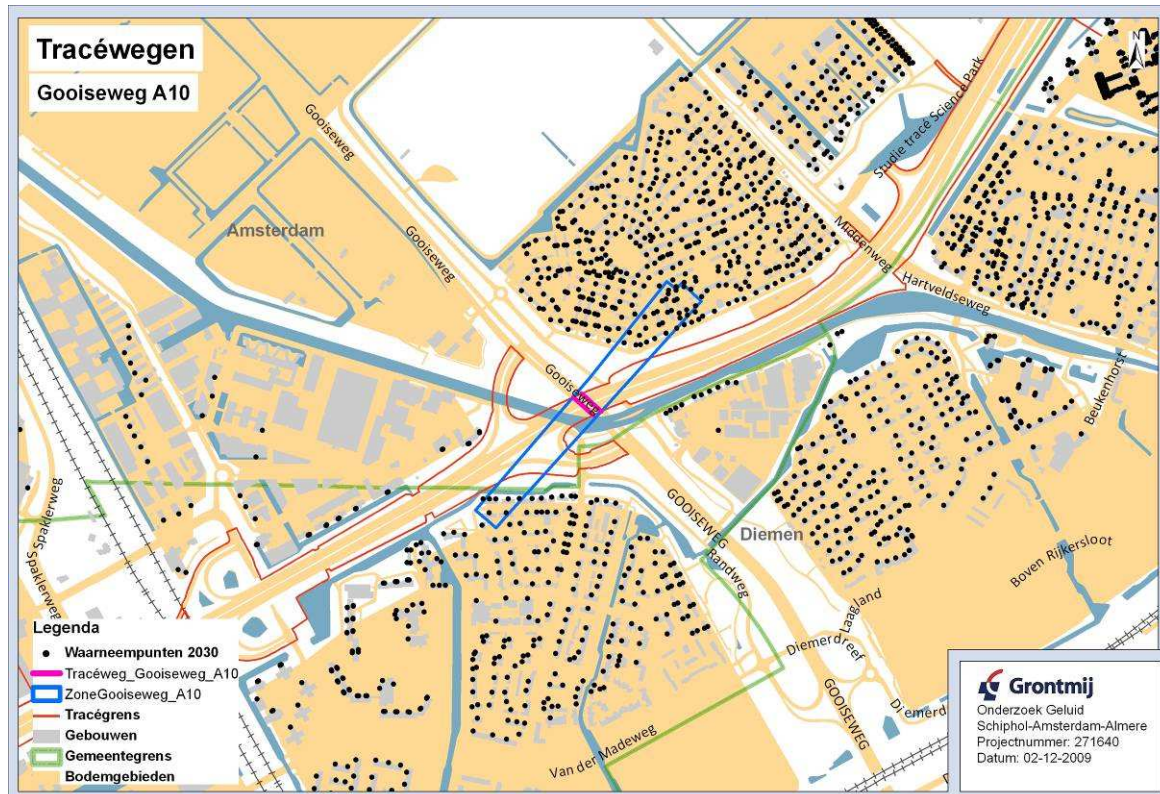 Tracéwegen
Gooiseweg A10
N
Gooiseweg
Studie tracé Science Park
Amsterdam
Gooiseweg
Middenweg
Hartveldseweg
Gooiseweg
Beukenhorst
Spaklerweg
GOOISEWEG
Diemen
Randweg
Boven Rijkersloot
Spaklerweg
Laagland
Diemerdreef
GOOISEWEG
Diemerd
Van der Madeweg
Legenda
Waarneempunten 2030
Tracéweg_Gooiseweg_A10
ZoneGooiseweg_A10
Tracégrens
Gebouwen
Gemeentegrens
Bodemgebieden
Grontmij
Onderzoek Geluid
Schiphol-Amsterdam-Almere
Projectnummer: 271640
Datum: 02-12-2009